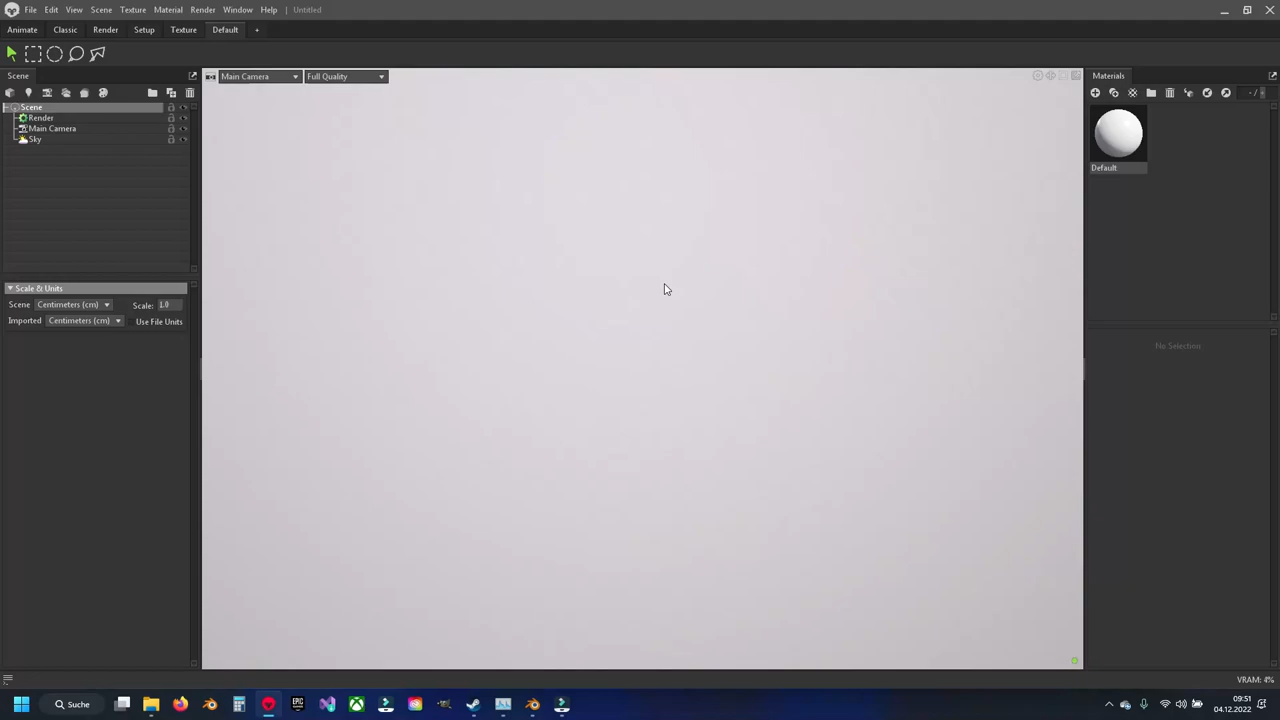 File Edit View Scene Texture Material Render Window Help Untitled
Animate Classic Render Setup Texture Default +
Scene
Main Camera Full Quality
Materials
- /
Scene
Render
Main Camera
Sky
Default
Scale & Units
Scene Centimeters (cm) Scale: 1.0
Imported Centimeters (cm) Use File Units
No Selection
VRAM: 4%
Suche
EPIC
09:51
04.12.2022